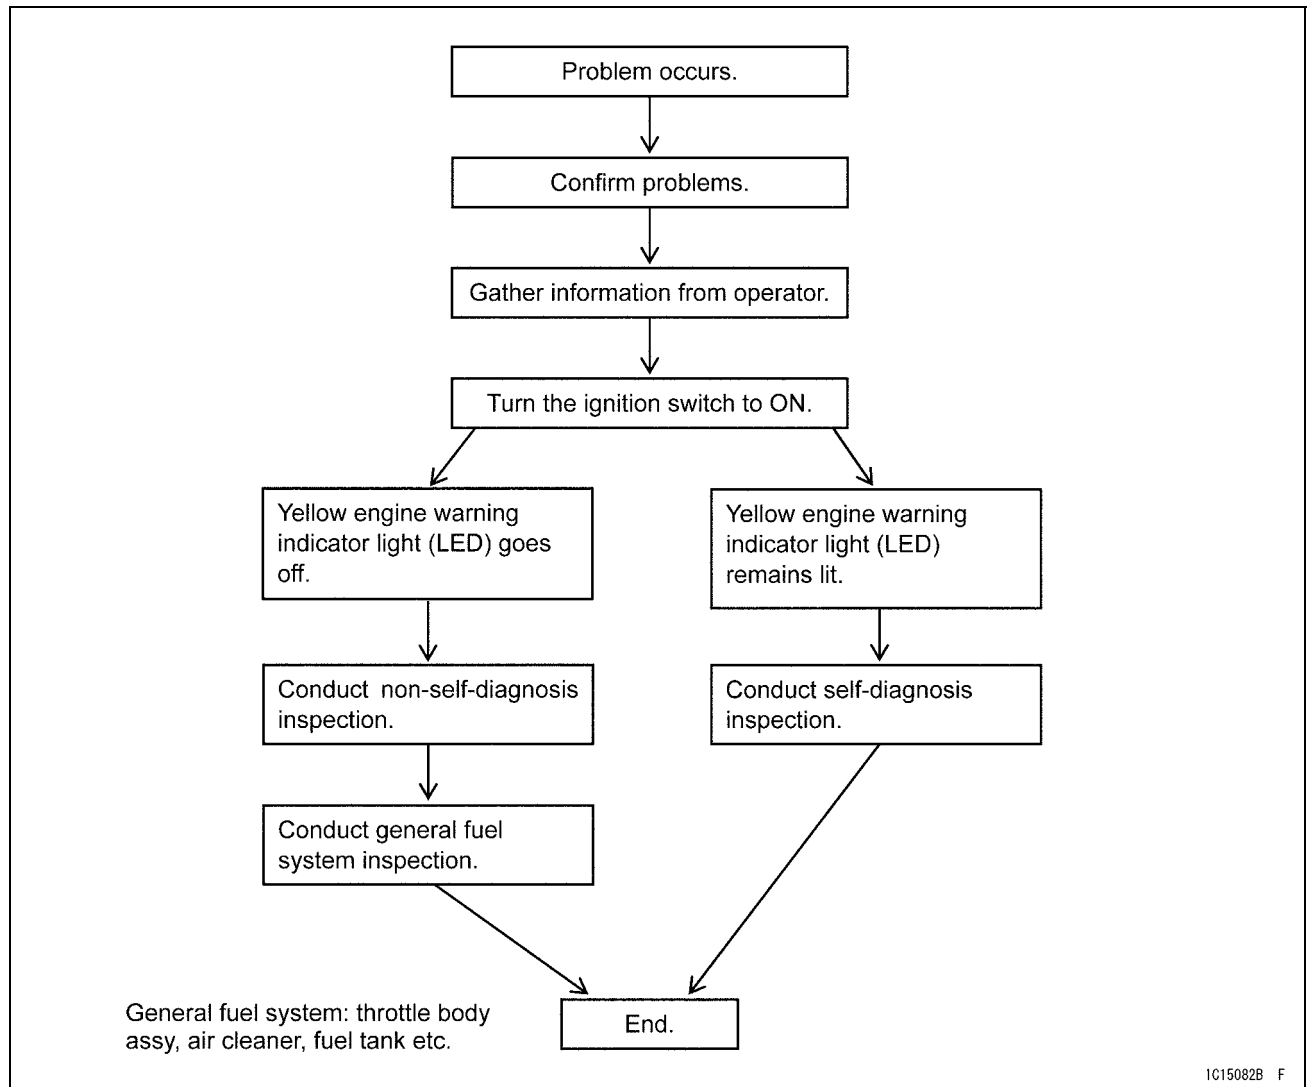 Problem occurs.
Confirm problems.
Gather information from operator.
Turn the ignition switch to ON.
Yellow engine warning
indicator light (LED) goes
off.
Yellow engine warning
indicator light (LED)
remains lit.
Conduct non-self-diagnosis
inspection.
Conduct self-diagnosis
inspection.
Conduct general fuel
system inspection.
General fuel system: throttle body
assy, air cleaner, fuel tank etc.
End.
1C15082B F